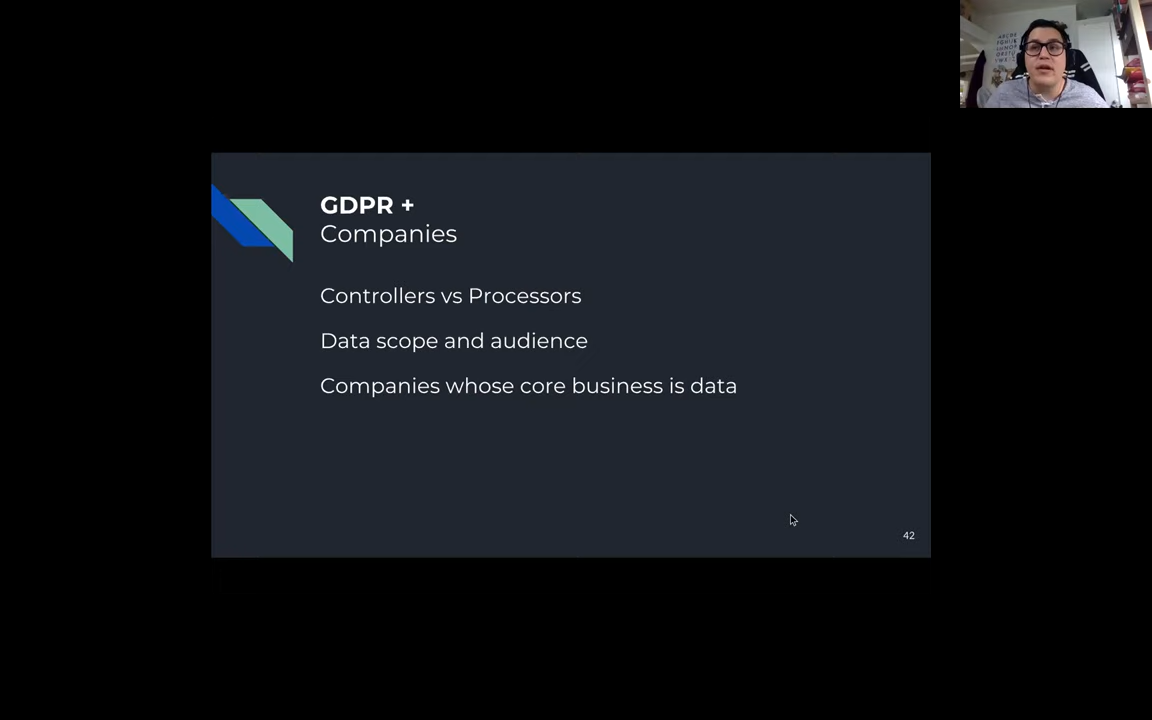 GDPR +
Companies
Controllers vs Processors
Data scope and audience
Companies whose core business is data
42